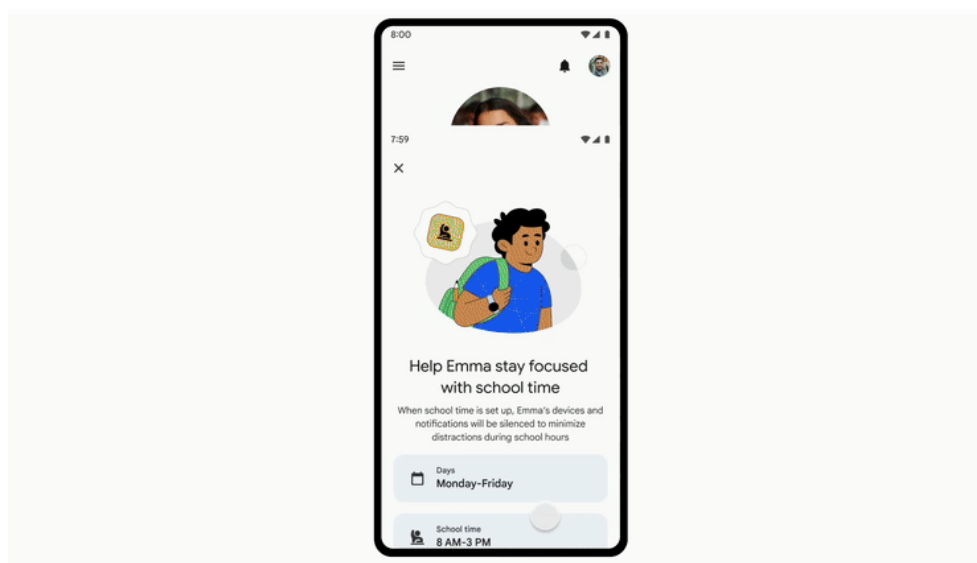 8:00
7:59
Help Emma stay focused
with school time
When school time is set up, Emma's devices and
notifications will be silenced to minimize
distractions during school hours
Days
Monday-Friday
School time
8 AM-3 PM